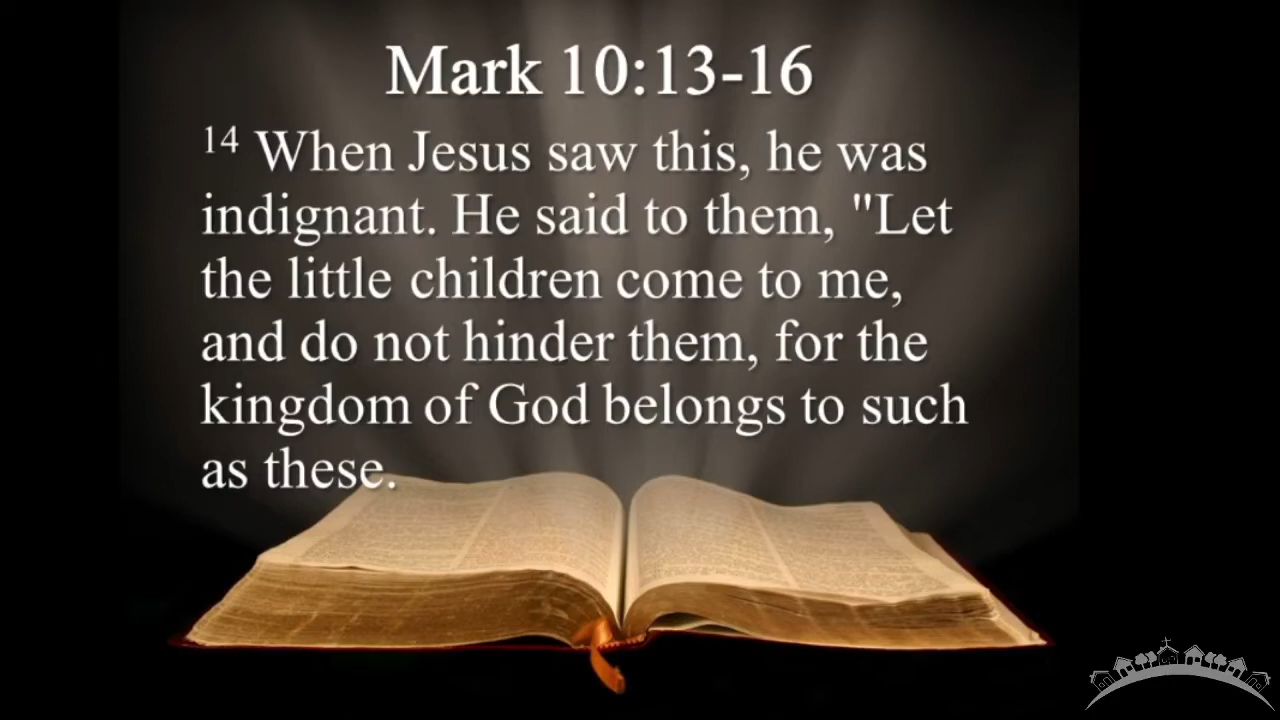 Mark 10:13-16
14 When Jesus saw this, he was
indignant. He said to them, "Let
the little children come to me,
and do not hinder them, for the
kingdom of God belongs to such
as these.